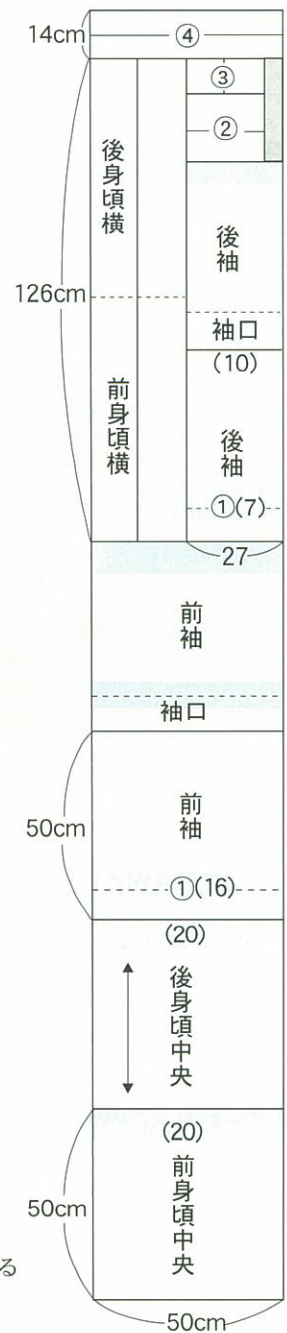 14cm
④
③
②
後身頃横
後袖
126cm
袖口
(10)
前身頃横
後袖
①(7)
27
前袖
袖口
50cm
前袖
①(16)
(20)
後身頃中央
(20)
前身頃中央
50cm
る
50cm